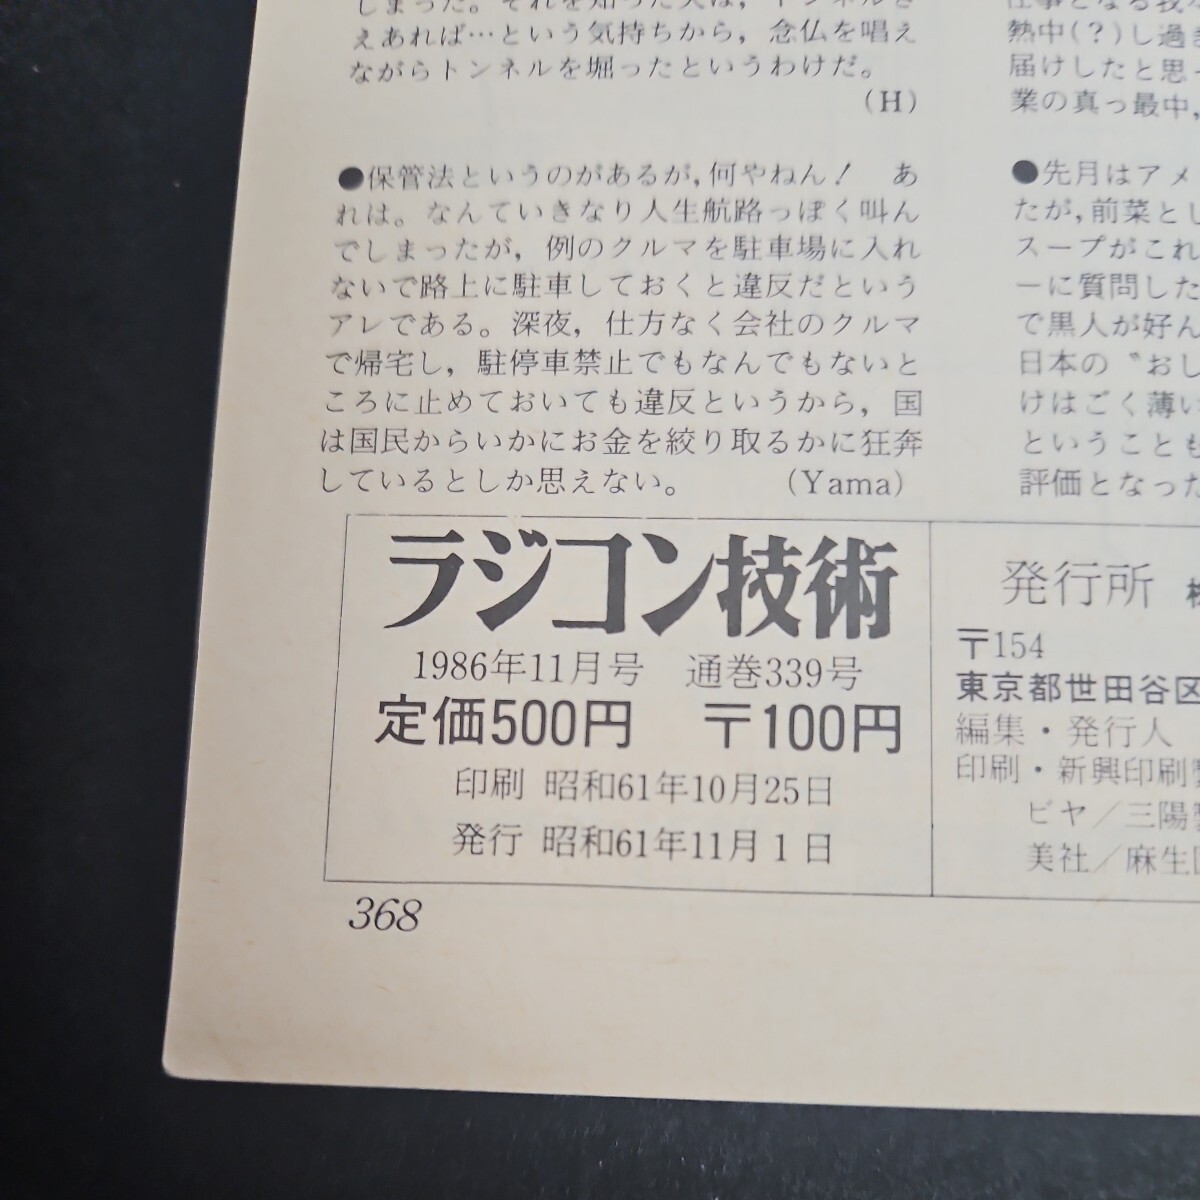 しまった。それを知った夫は，トンネルさ
えあれば…という気持ちから，念仏を唱え
ながらトンネルを堀ったというわけだ。
(H)
●保管法というのがあるが,何やねん！　あ
れは。なんていきなり人生航路っぽく叫ん
でしまったが，例のクルマを駐車場に入れ
ないで路上に駐車しておくと違反だという
アレである。深夜，仕方なく会社のクルマ
で帰宅し，駐停車禁止でもなんでもないと
ころに止めておいても違反というから，国
は国民からいかにお金を絞り取るかに狂奔
しているとしか思えない。　(Yama)
仕事となる我
熱中(？)し過
届けしたと思っ
業の真っ最中,
●先月はアメ
たが,前菜とし
スープがこれ
ーに質問した
で黒人が好ん
日本の〝おし
けはごく薄い
ということも
評価となった
ラジコン技術
1986年11月号　通巻339号
定価500円　〒100円
印刷 昭和61年10月25日
発行 昭和61年11月1日
発行所
〒154
東京都世田谷区
編集・発行人
印刷・新興印刷
ビヤ／三陽
美社／麻生
368